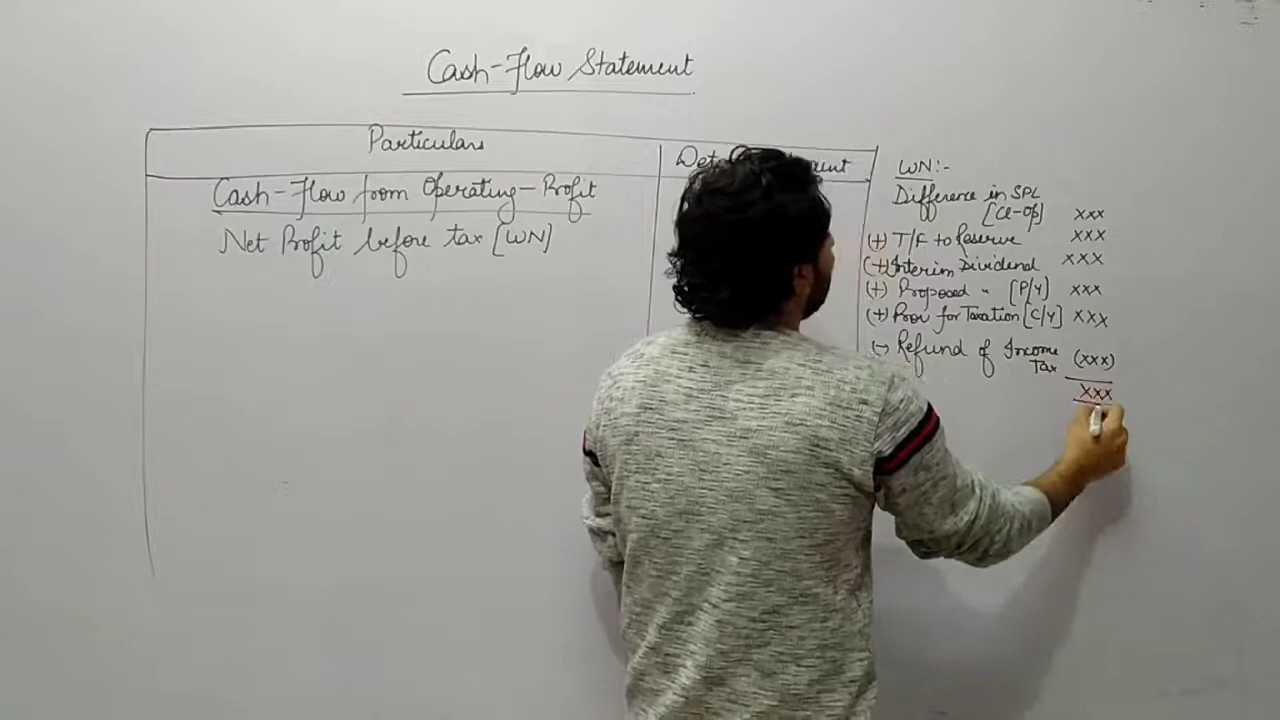 Cash-Flow Statement
Particulars
Cash-Flow from Operating-Profit
Net Profit before tax [WN]
WN:-
Difference in SPL
[Cl-Op] xxx
(+) T/F to Reserve xxx
(+) Interim Dividend xxx
(+) Proposed " [P/Y] xxx
(+) Prov for Taxation [C/Y] xxx
(-) Refund of Income
Tax (xxx)
xxx